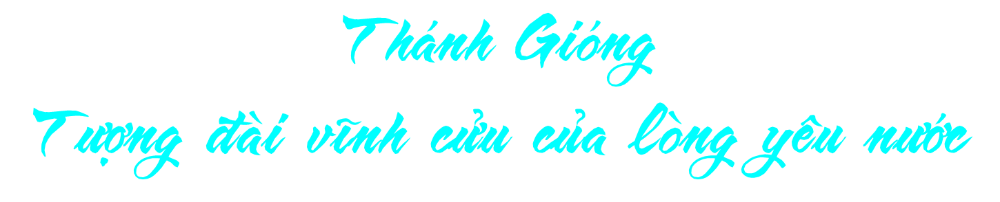 Thánh Gióng
Tượng đài vĩnh cửu của lòng yêu nước